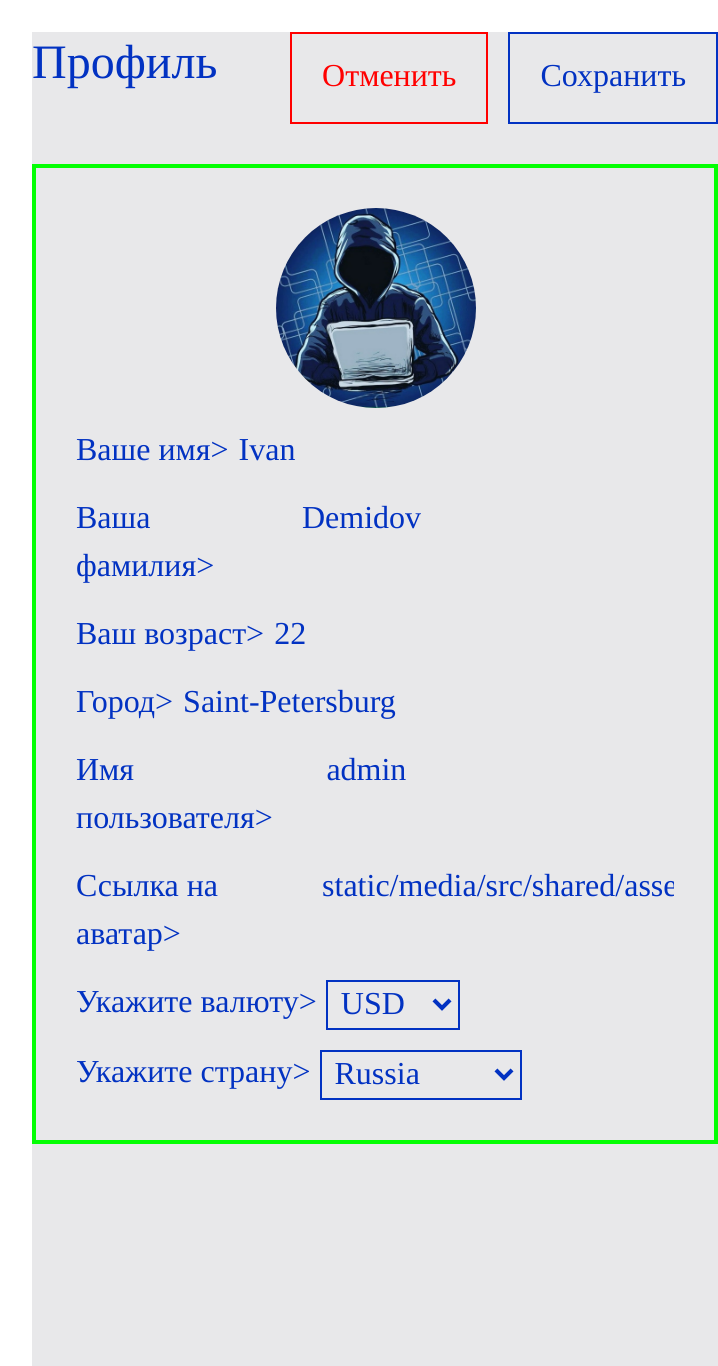 Профиль
Отменить
Сохранить
Ваше имя> Ivan
Ваша Demidov
фамилия>
Ваш возраст> 22
Город> Saint-Petersburg
Имя admin
пользователя>
Ссылка на static/media/src/shared/asse
аватар>
Укажите валюту> USD
Укажите страну> Russia